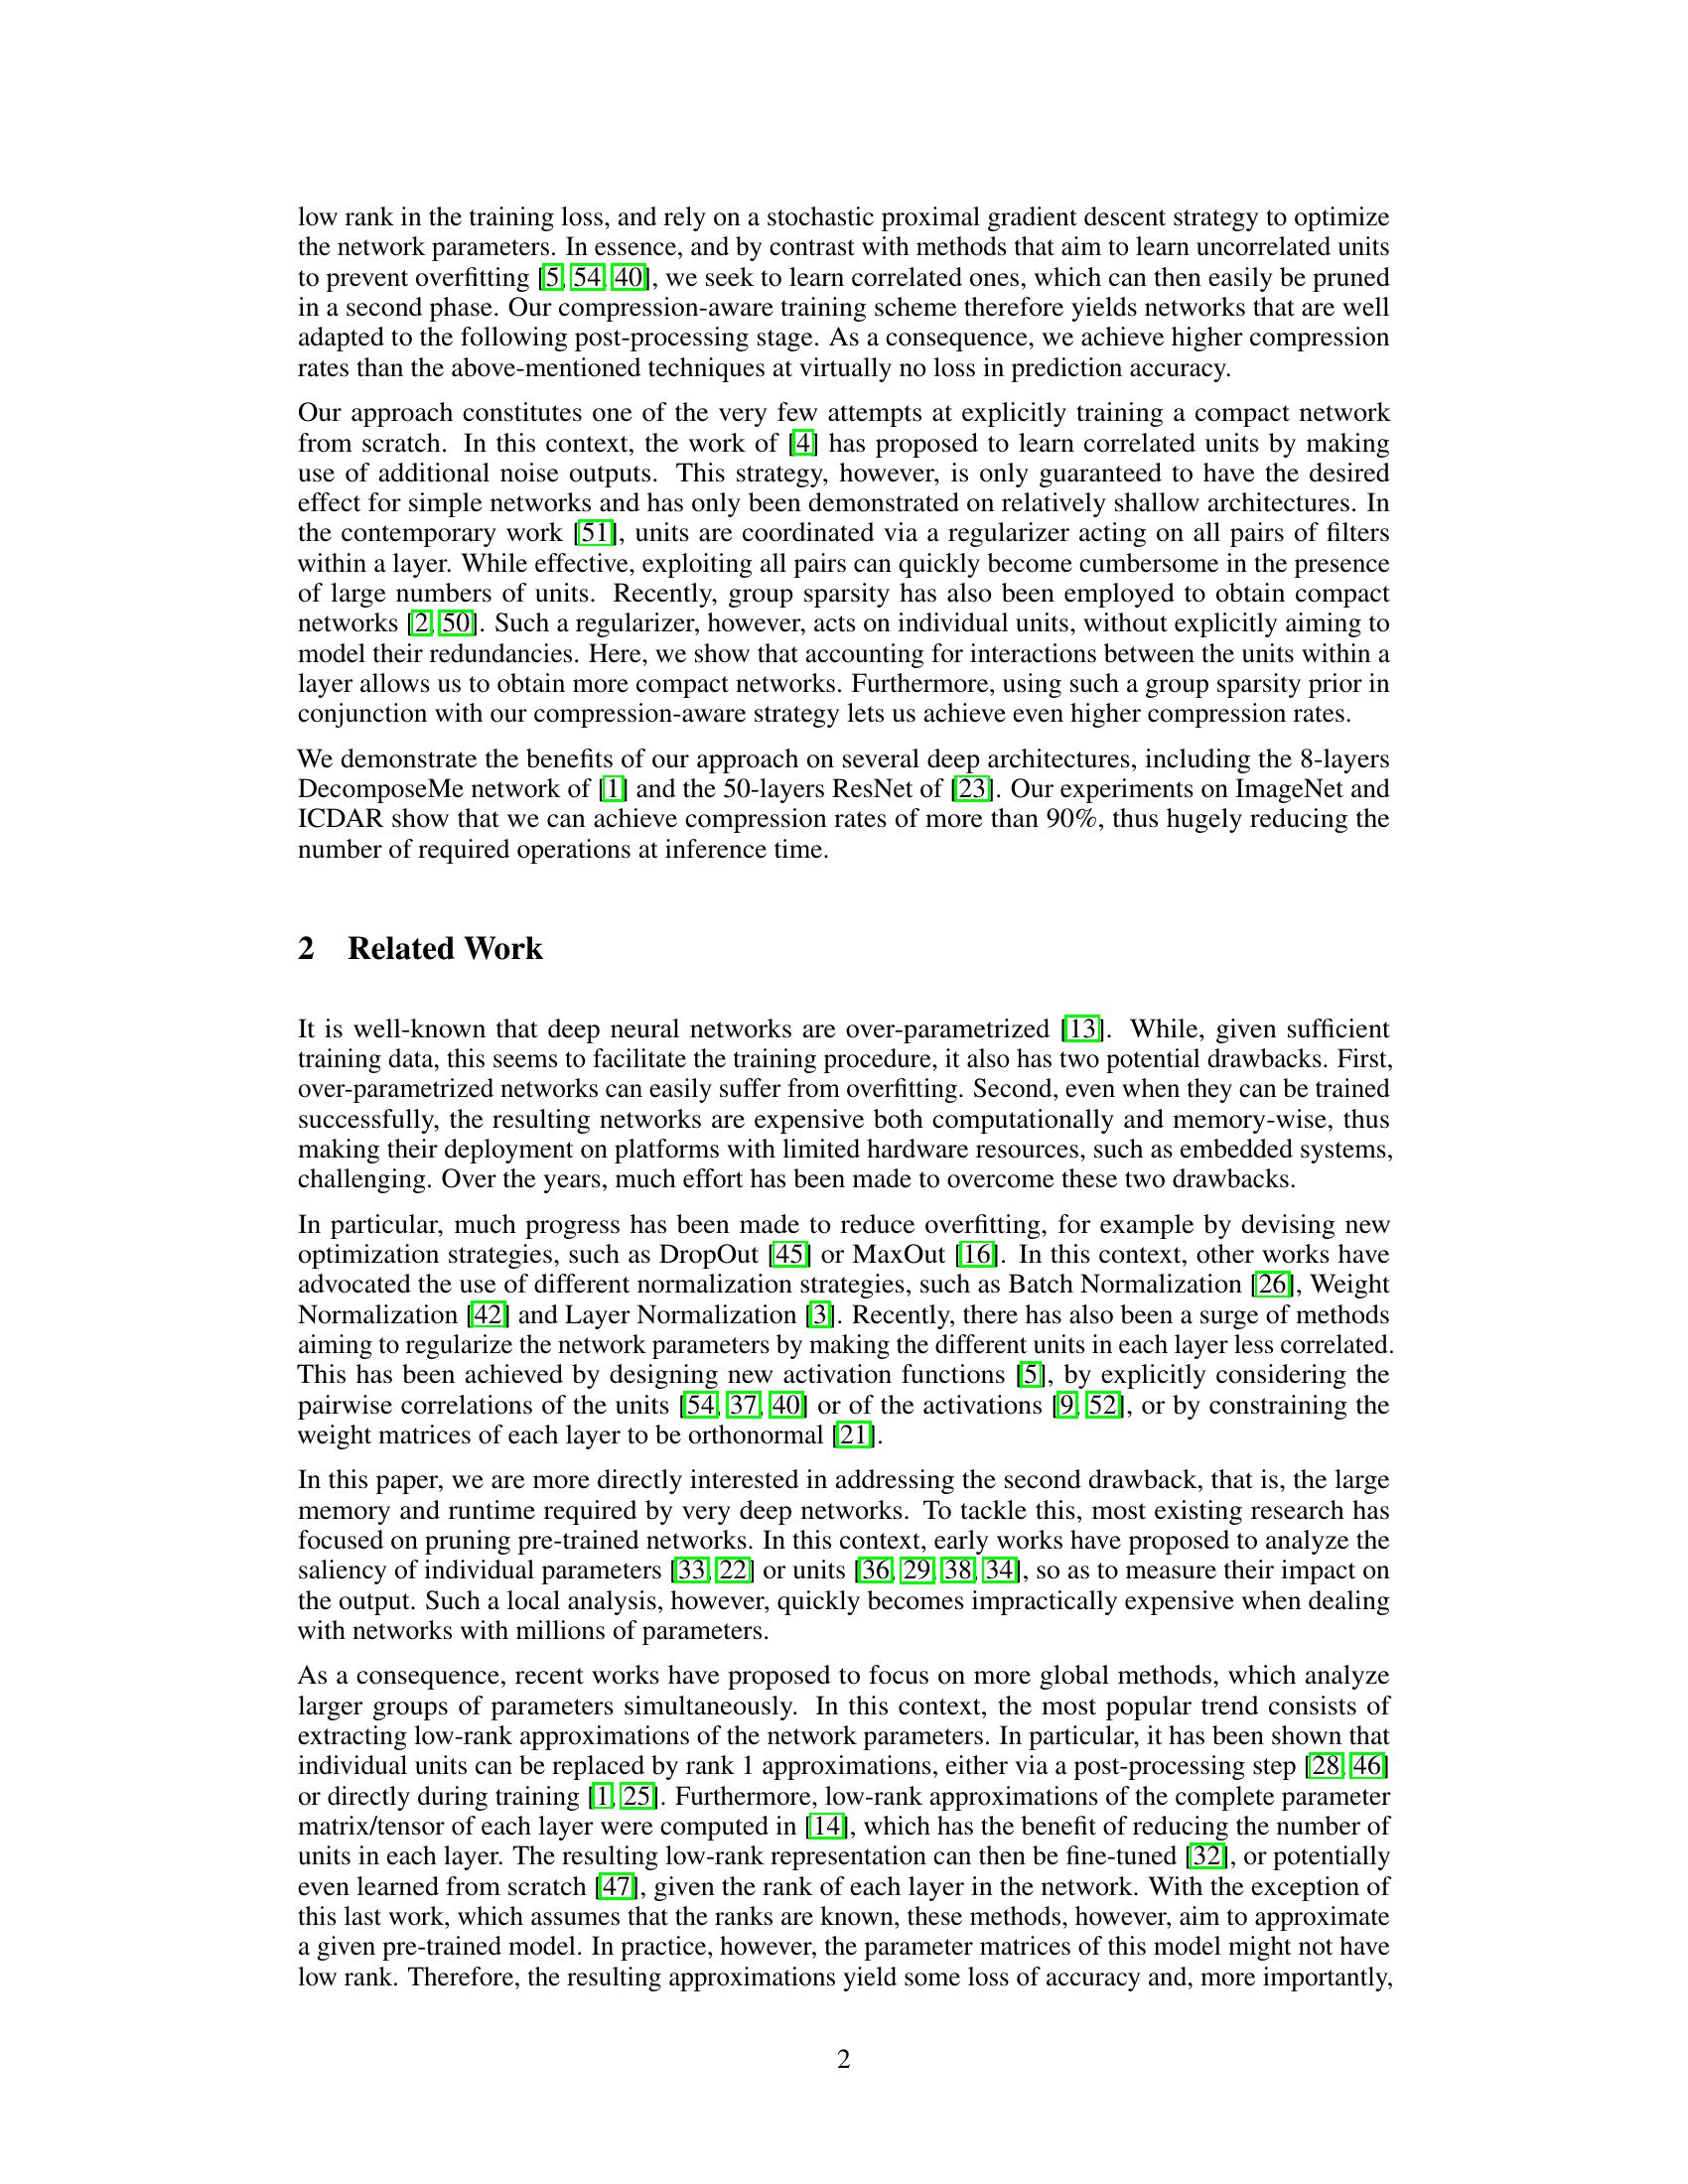 low rank in the training loss, and rely on a stochastic proximal gradient descent strategy to optimize
the network parameters. In essence, and by contrast with methods that aim to learn uncorrelated units
to prevent overfitting [5, 54, 40], we seek to learn correlated ones, which can then easily be pruned
in a second phase. Our compression-aware training scheme therefore yields networks that are well
adapted to the following post-processing stage. As a consequence, we achieve higher compression
rates than the above-mentioned techniques at virtually no loss in prediction accuracy.
Our approach constitutes one of the very few attempts at explicitly training a compact network
from scratch. In this context, the work of [4] has proposed to learn correlated units by making
use of additional noise outputs. This strategy, however, is only guaranteed to have the desired
effect for simple networks and has only been demonstrated on relatively shallow architectures. In
the contemporary work [51], units are coordinated via a regularizer acting on all pairs of filters
within a layer. While effective, exploiting all pairs can quickly become cumbersome in the presence
of large numbers of units. Recently, group sparsity has also been employed to obtain compact
networks [2, 50]. Such a regularizer, however, acts on individual units, without explicitly aiming to
model their redundancies. Here, we show that accounting for interactions between the units within a
layer allows us to obtain more compact networks. Furthermore, using such a group sparsity prior in
conjunction with our compression-aware strategy lets us achieve even higher compression rates.
We demonstrate the benefits of our approach on several deep architectures, including the 8-layers
DecomposeMe network of [1] and the 50-layers ResNet of [23]. Our experiments on ImageNet and
ICDAR show that we can achieve compression rates of more than 90%, thus hugely reducing the
number of required operations at inference time.
2 Related Work
It is well-known that deep neural networks are over-parametrized [13]. While, given sufficient
training data, this seems to facilitate the training procedure, it also has two potential drawbacks. First,
over-parametrized networks can easily suffer from overfitting. Second, even when they can be trained
successfully, the resulting networks are expensive both computationally and memory-wise, thus
making their deployment on platforms with limited hardware resources, such as embedded systems,
challenging. Over the years, much effort has been made to overcome these two drawbacks.
In particular, much progress has been made to reduce overfitting, for example by devising new
optimization strategies, such as DropOut [45] or MaxOut [16]. In this context, other works have
advocated the use of different normalization strategies, such as Batch Normalization [26], Weight
Normalization [42] and Layer Normalization [3]. Recently, there has also been a surge of methods
aiming to regularize the network parameters by making the different units in each layer less correlated.
This has been achieved by designing new activation functions [5], by explicitly considering the
pairwise correlations of the units [54, 37, 40] or of the activations [9, 52], or by constraining the
weight matrices of each layer to be orthonormal [21].
In this paper, we are more directly interested in addressing the second drawback, that is, the large
memory and runtime required by very deep networks. To tackle this, most existing research has
focused on pruning pre-trained networks. In this context, early works have proposed to analyze the
saliency of individual parameters [33, 22] or units [36, 29, 38, 34], so as to measure their impact on
the output. Such a local analysis, however, quickly becomes impractically expensive when dealing
with networks with millions of parameters.
As a consequence, recent works have proposed to focus on more global methods, which analyze
larger groups of parameters simultaneously. In this context, the most popular trend consists of
extracting low-rank approximations of the network parameters. In particular, it has been shown that
individual units can be replaced by rank 1 approximations, either via a post-processing step [28, 46]
or directly during training [1, 25]. Furthermore, low-rank approximations of the complete parameter
matrix/tensor of each layer were computed in [14], which has the benefit of reducing the number of
units in each layer. The resulting low-rank representation can then be fine-tuned [32], or potentially
even learned from scratch [47], given the rank of each layer in the network. With the exception of
this last work, which assumes that the ranks are known, these methods, however, aim to approximate
a given pre-trained model. In practice, however, the parameter matrices of this model might not have
low rank. Therefore, the resulting approximations yield some loss of accuracy and, more importantly,
2